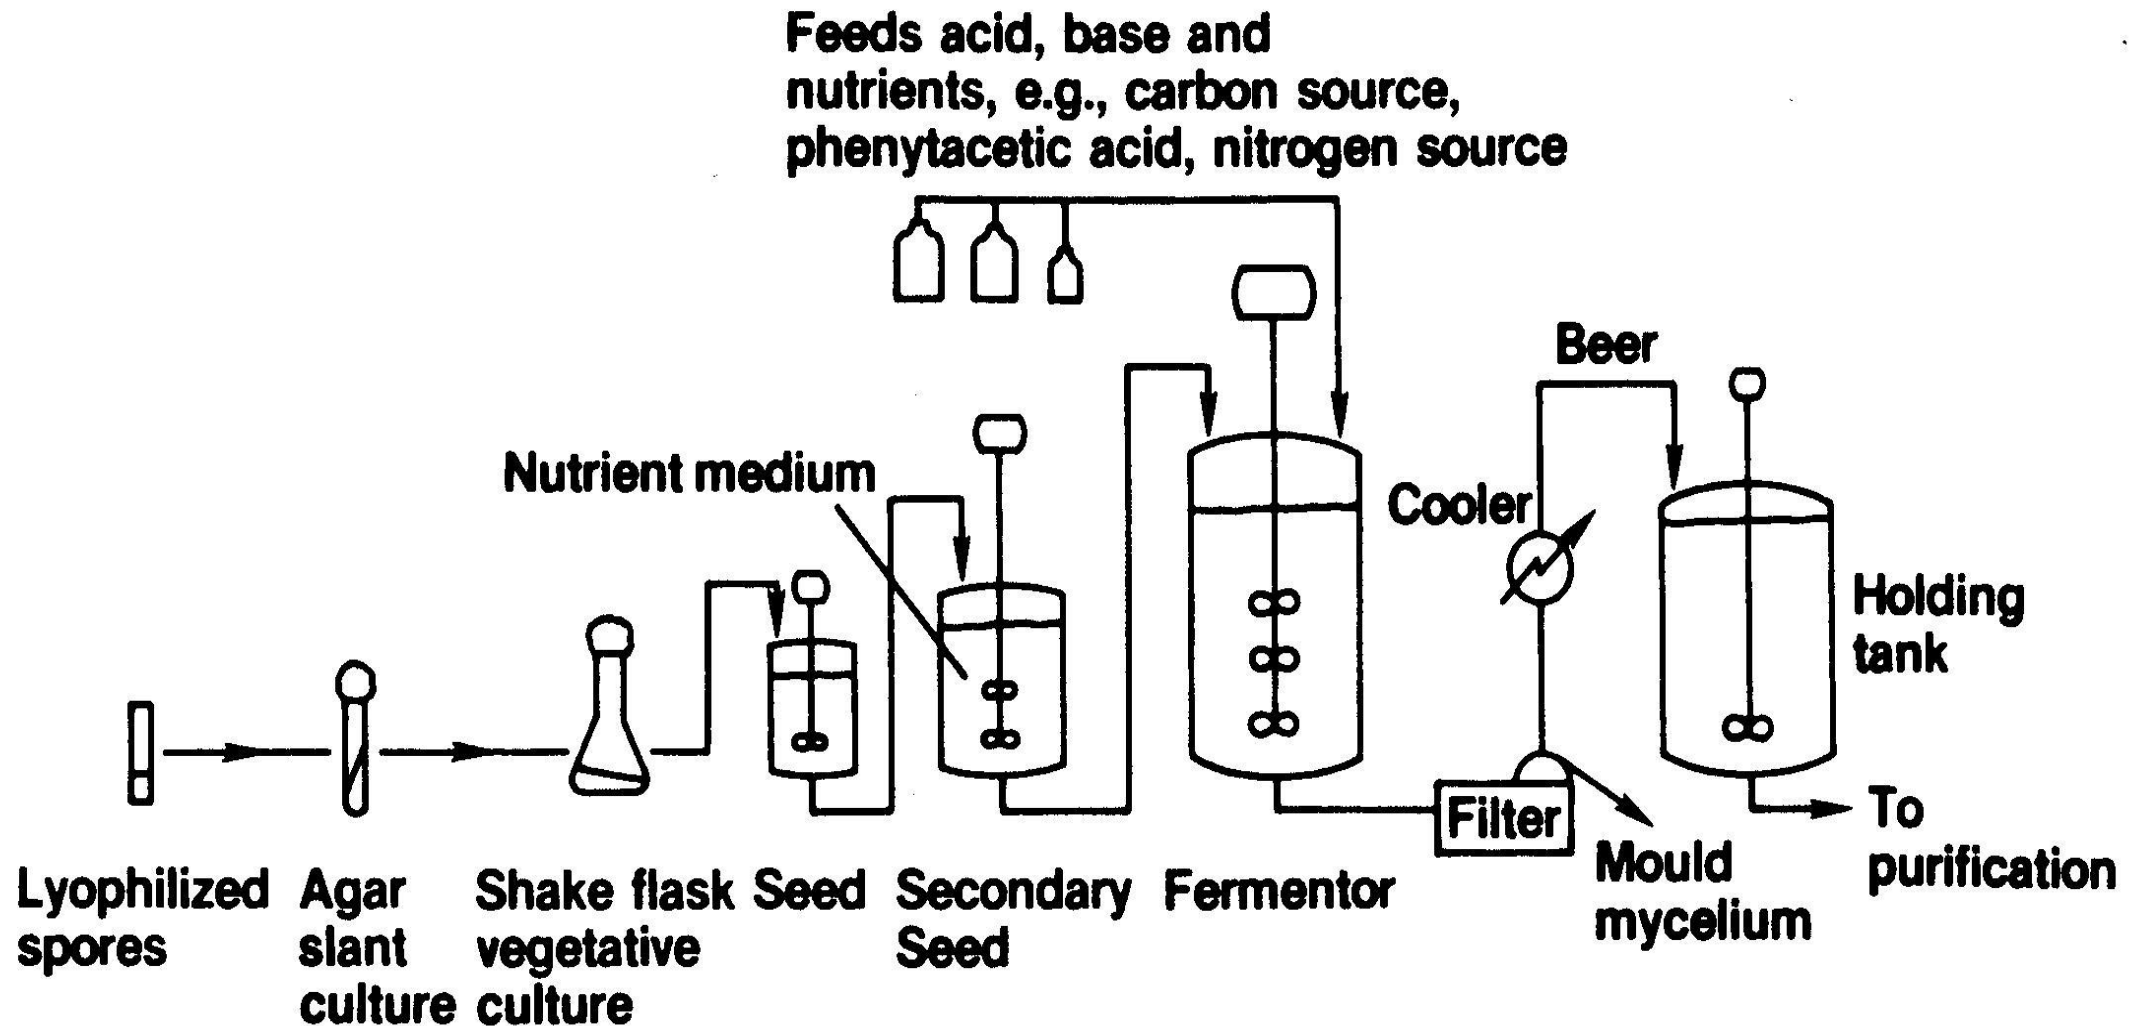 Feeds acid, base and
nutrients, e.g., carbon source,
phenytacetic acid, nitrogen source
Beer
Nutrient medium
Cooler
Holding
tank
Filter
To
purification
Mould
mycelium
Lyophilized
spores
Agar
slant
culture
Shake flask
vegetative
culture
Seed
Secondary
Seed
Fermentor